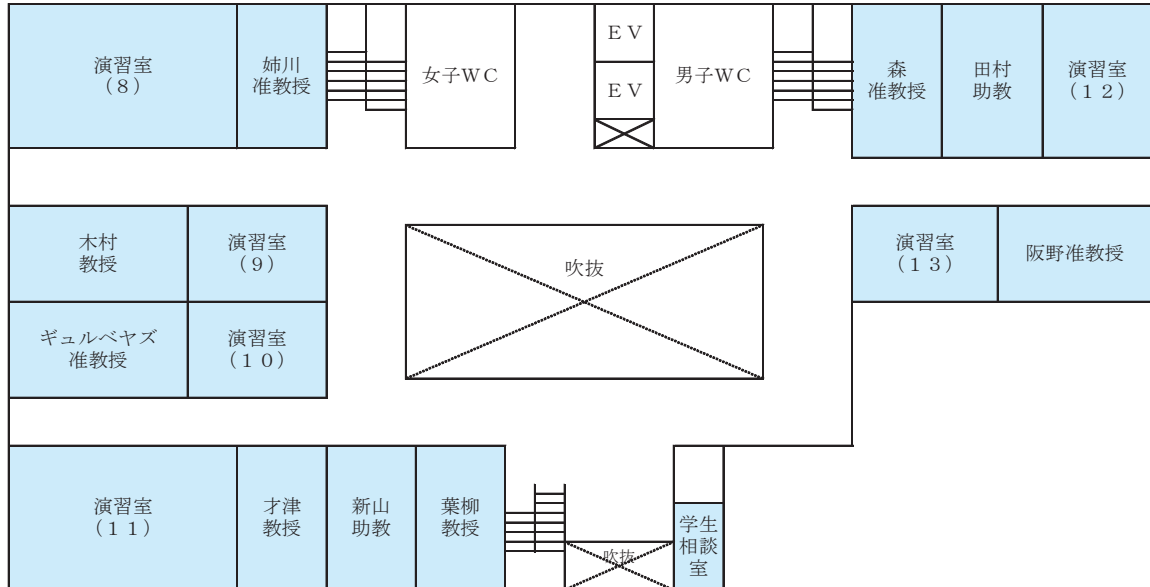 演習室
（８）
姉川
准教授
女子ＷＣ
ＥＶ
ＥＶ
男子ＷＣ
森
准教授
田村
助教
演習室
（１２）
木村
教授
演習室
（９）
吹抜
演習室
（１３）
阪野准教授
ギュルベヤズ
准教授
演習室
（１０）
演習室
（１１）
才津
教授
新山
助教
葉柳
教授
吹抜
学生
相談
室